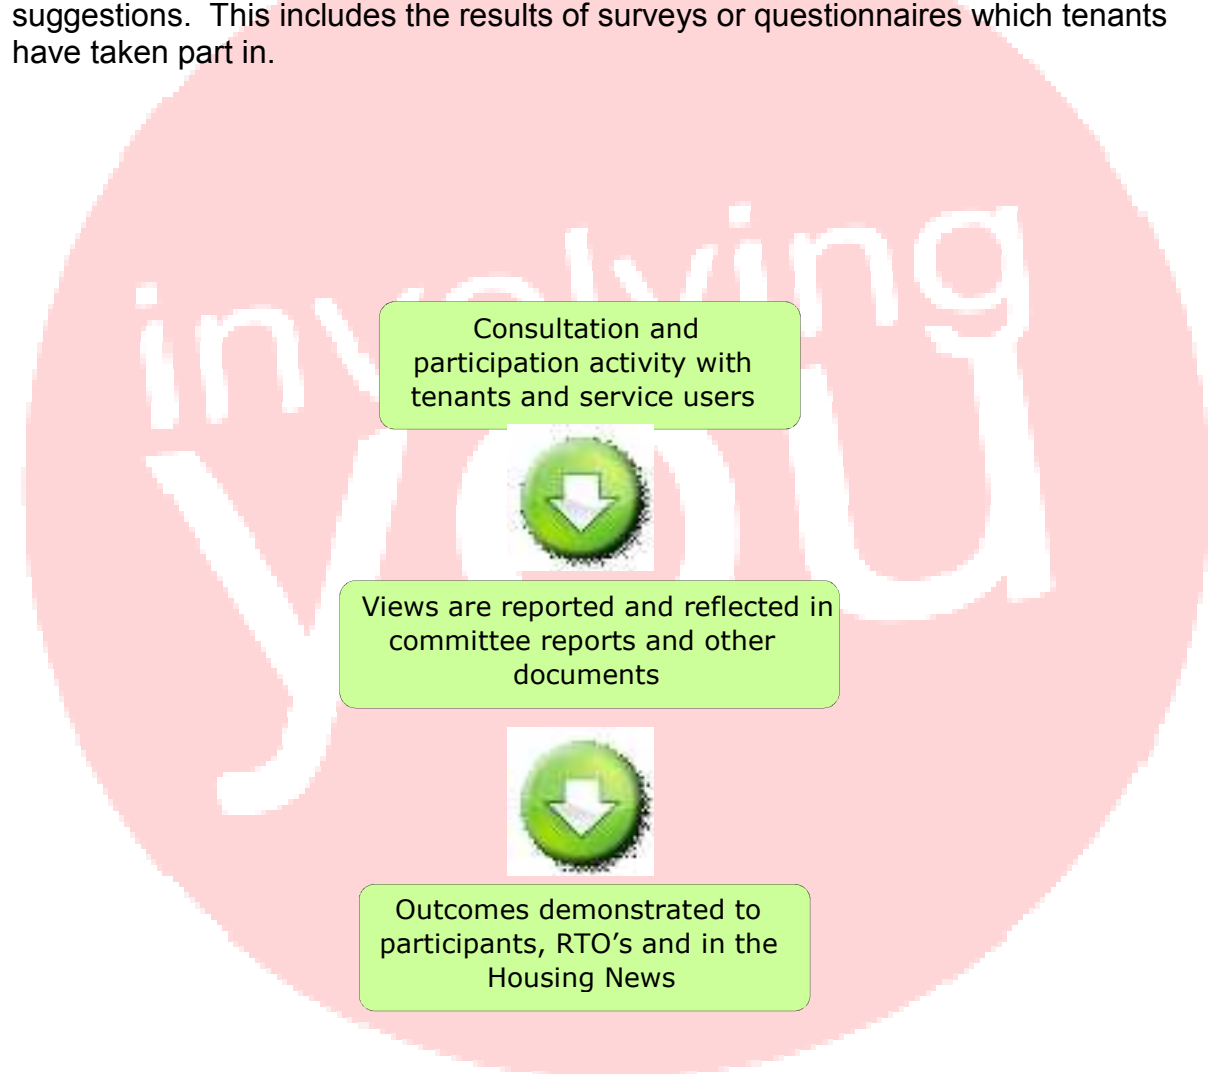 suggestions.  This includes the results of surveys or questionnaires which tenants
have taken part in.
involving
you
Consultation and
participation activity with
tenants and service users
Views are reported and reflected in
committee reports and other
documents
Outcomes demonstrated to
participants, RTO’s and in the
Housing News